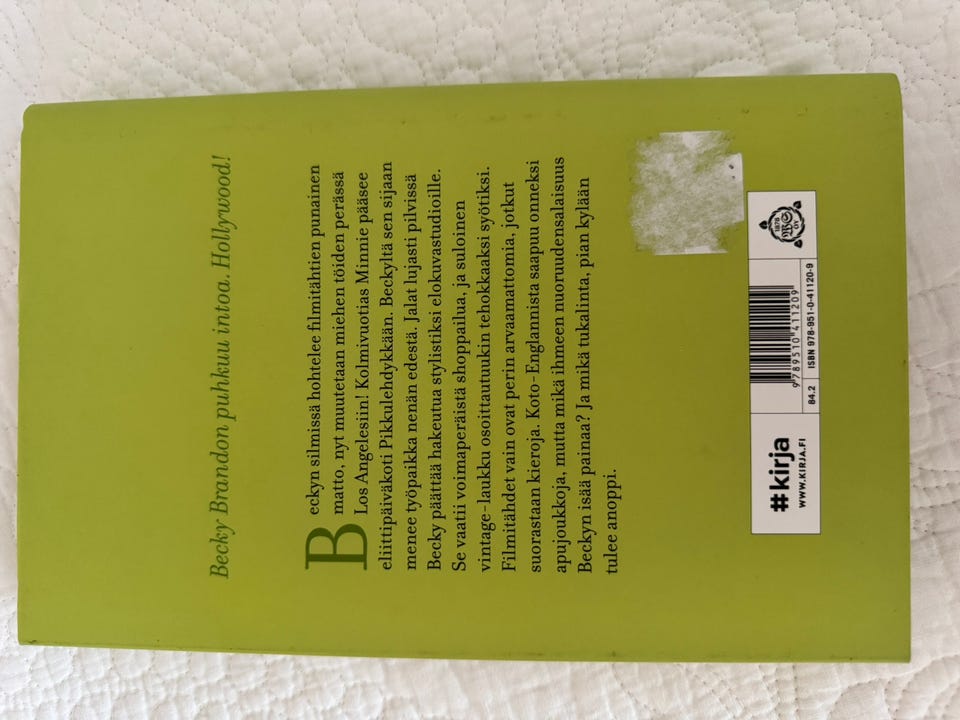 Becky Brandon puhkuu intoa. Hollywood!
Beckyn silmissä hohtelee filmitähtien punainen
matto, nyt muutetaan miehen töiden perässä
Los Angelesiin! Kolmivuotias Minnie pääsee
eliittipäiväkoti Pikkulehdykkään. Beckyltä sen sijaan
menee työpaikka nenän edestä. Jalat lujasti pilvissä
Becky päättää hakeutua stylistiksi elokuvastudioille.
Se vaatii voimaperäistä shoppailua, ja suloinen
vintage-laukku osoittautuukin tehokkaaksi syötiksi.
Filmitähdet vain ovat perin arvaamattomia, jotkut
suorastaan kieroja. Koto-Englannista saapuu onneksi
apujoukkoja, mutta mikä ihmeen nuoruudensalaisuus
Beckyn isää painaa? Ja mikä tukalinta, pian kylään
tulee anoppi.
#kirja
WWW.KIRJA.FI
9 789510 411209
84.2 ISBN 978-951-0-41120-9
1878
WS
OY